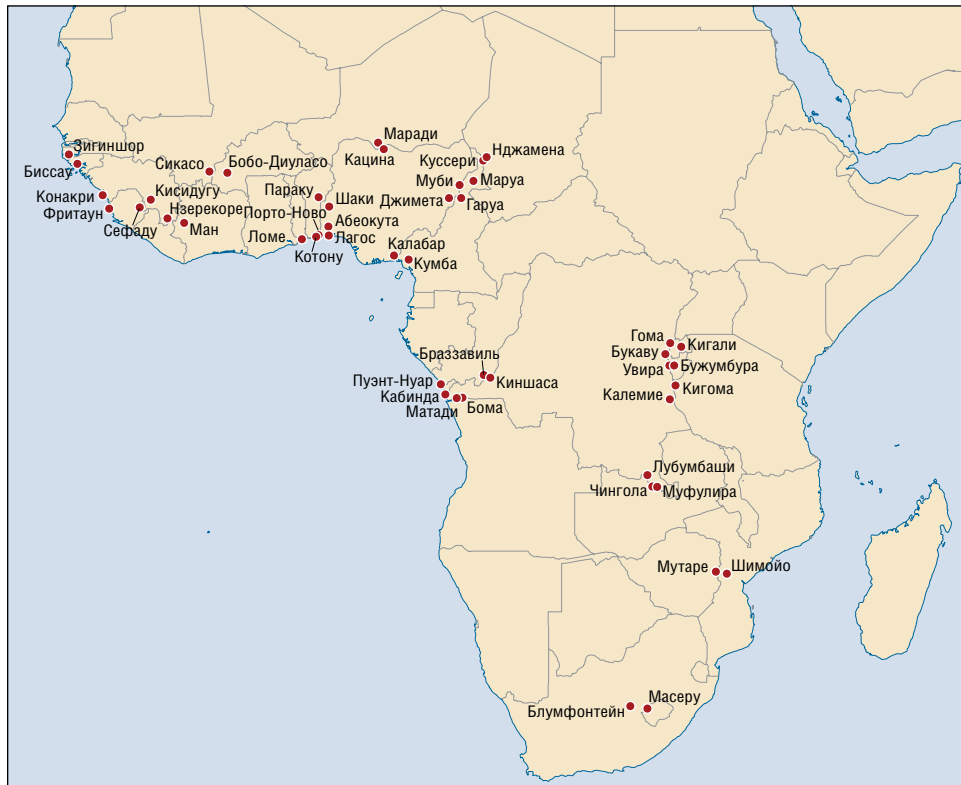 Маради
Зигиншор
Кацина
Нджамена
Куссери
Сикасо
Бобо-Диуласо
Биссау
Муби
Маруа
Параку
Шаки
Джимета
Гаруа
Конакри
Кисидугу
Фритаун
Нзерекоре
Порто-Ново
Абеокута
Сефаду
Ман
Ломе
Лагос
Котону
Калабар
Кумба
Гома
Кигали
Браззавиль
Букаву
Увира
Бужумбура
Пуэнт-Нуар
Киншаса
Кабинда
Калемие
Кигома
Матади
Бома
Лубумбаши
Чингола
Муфулира
Мутаре
Шимойо
Масеру
Блумфонтейн